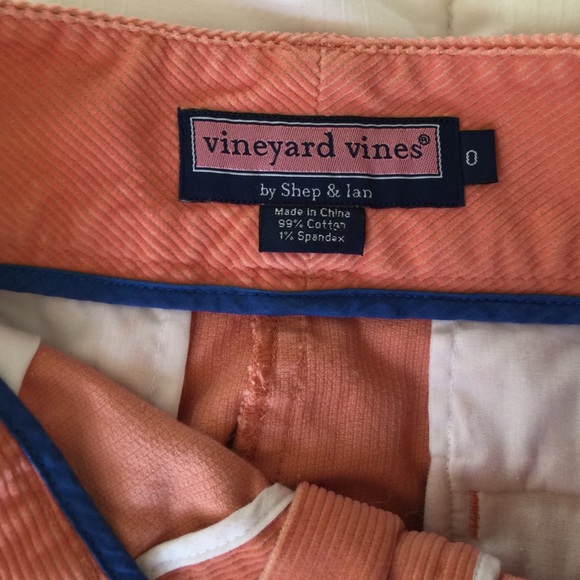 vineyard vines®
0
by Shep & Ian
Made in China
99% Cotton
1% Spandex